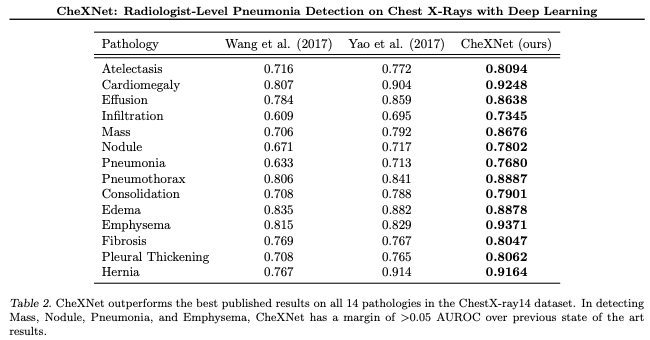 CheXNet: Radiologist-Level Pneumonia Detection on Chest X-Rays with Deep Learning
Pathology Wang et al. (2017) Yao et al. (2017) CheXNet (ours)
Atelectasis 0.716 0.772 0.8094
Cardiomegaly 0.807 0.904 0.9248
Effusion 0.784 0.859 0.8638
Infiltration 0.609 0.695 0.7345
Mass 0.706 0.792 0.8676
Nodule 0.671 0.717 0.7802
Pneumonia 0.633 0.713 0.7680
Pneumothorax 0.806 0.841 0.8887
Consolidation 0.708 0.788 0.7901
Edema 0.835 0.882 0.8878
Emphysema 0.815 0.829 0.9371
Fibrosis 0.769 0.767 0.8047
Pleural Thickening 0.708 0.765 0.8062
Hernia 0.767 0.914 0.9164
Table 2. CheXNet outperforms the best published results on all 14 pathologies in the ChestX-ray14 dataset. In detecting
Mass, Nodule, Pneumonia, and Emphysema, CheXNet has a margin of >0.05 AUROC over previous state of the art
results.